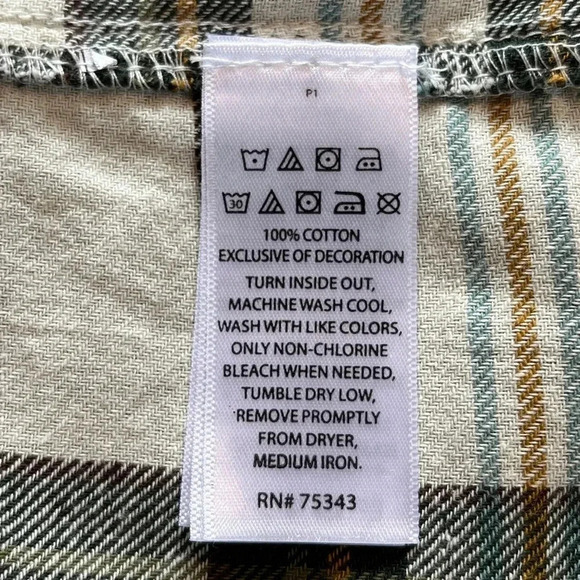 P1
30
100% COTTON
EXCLUSIVE OF DECORATION
TURN INSIDE OUT,
MACHINE WASH COOL,
WASH WITH LIKE COLORS,
ONLY NON-CHLORINE
BLEACH WHEN NEEDED,
TUMBLE DRY LOW,
REMOVE PROMPTLY
FROM DRYER,
MEDIUM IRON.
RN# 75343